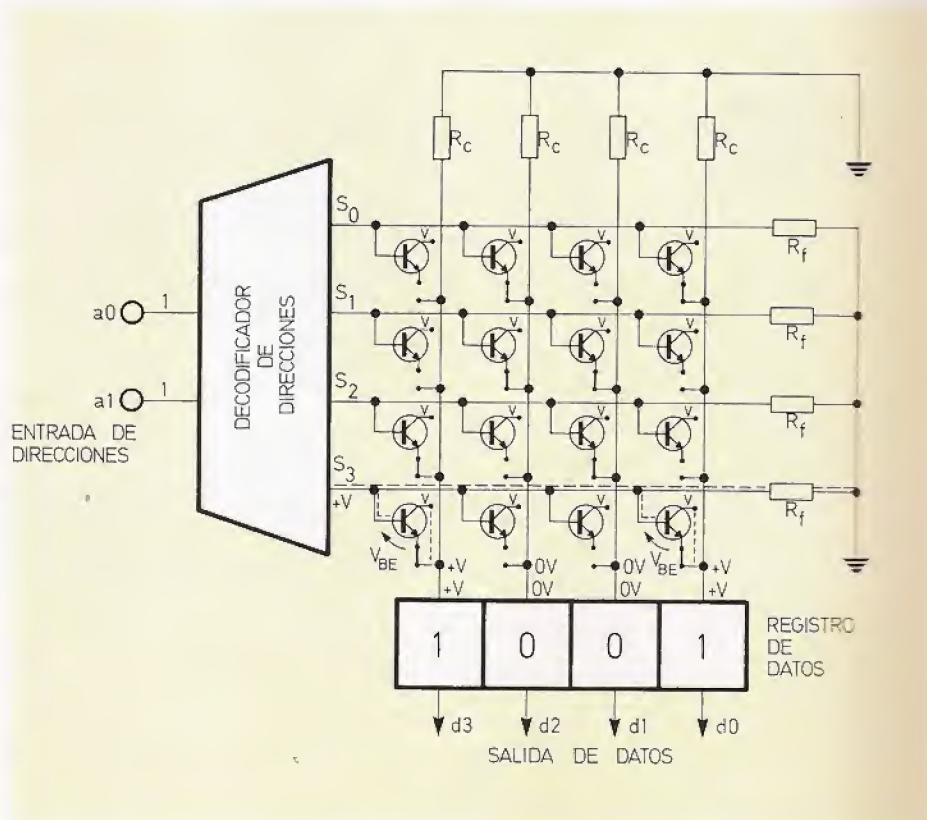 Rc Rc Rc Rc
S0
V V V V
Rf
a0 1
S1
V V V V
Rf
DECODIFICADOR
DE
DIRECCIONES
a1 1
S2
V V V V
Rf
ENTRADA DE
DIRECCIONES
S3
+V
V V V V
Rf
VBE VBE
+V 0V 0V +V
+V 0V 0V +V
1 0 0 1
REGISTRO
DE
DATOS
d3 d2 d1 d0
SALIDA DE DATOS